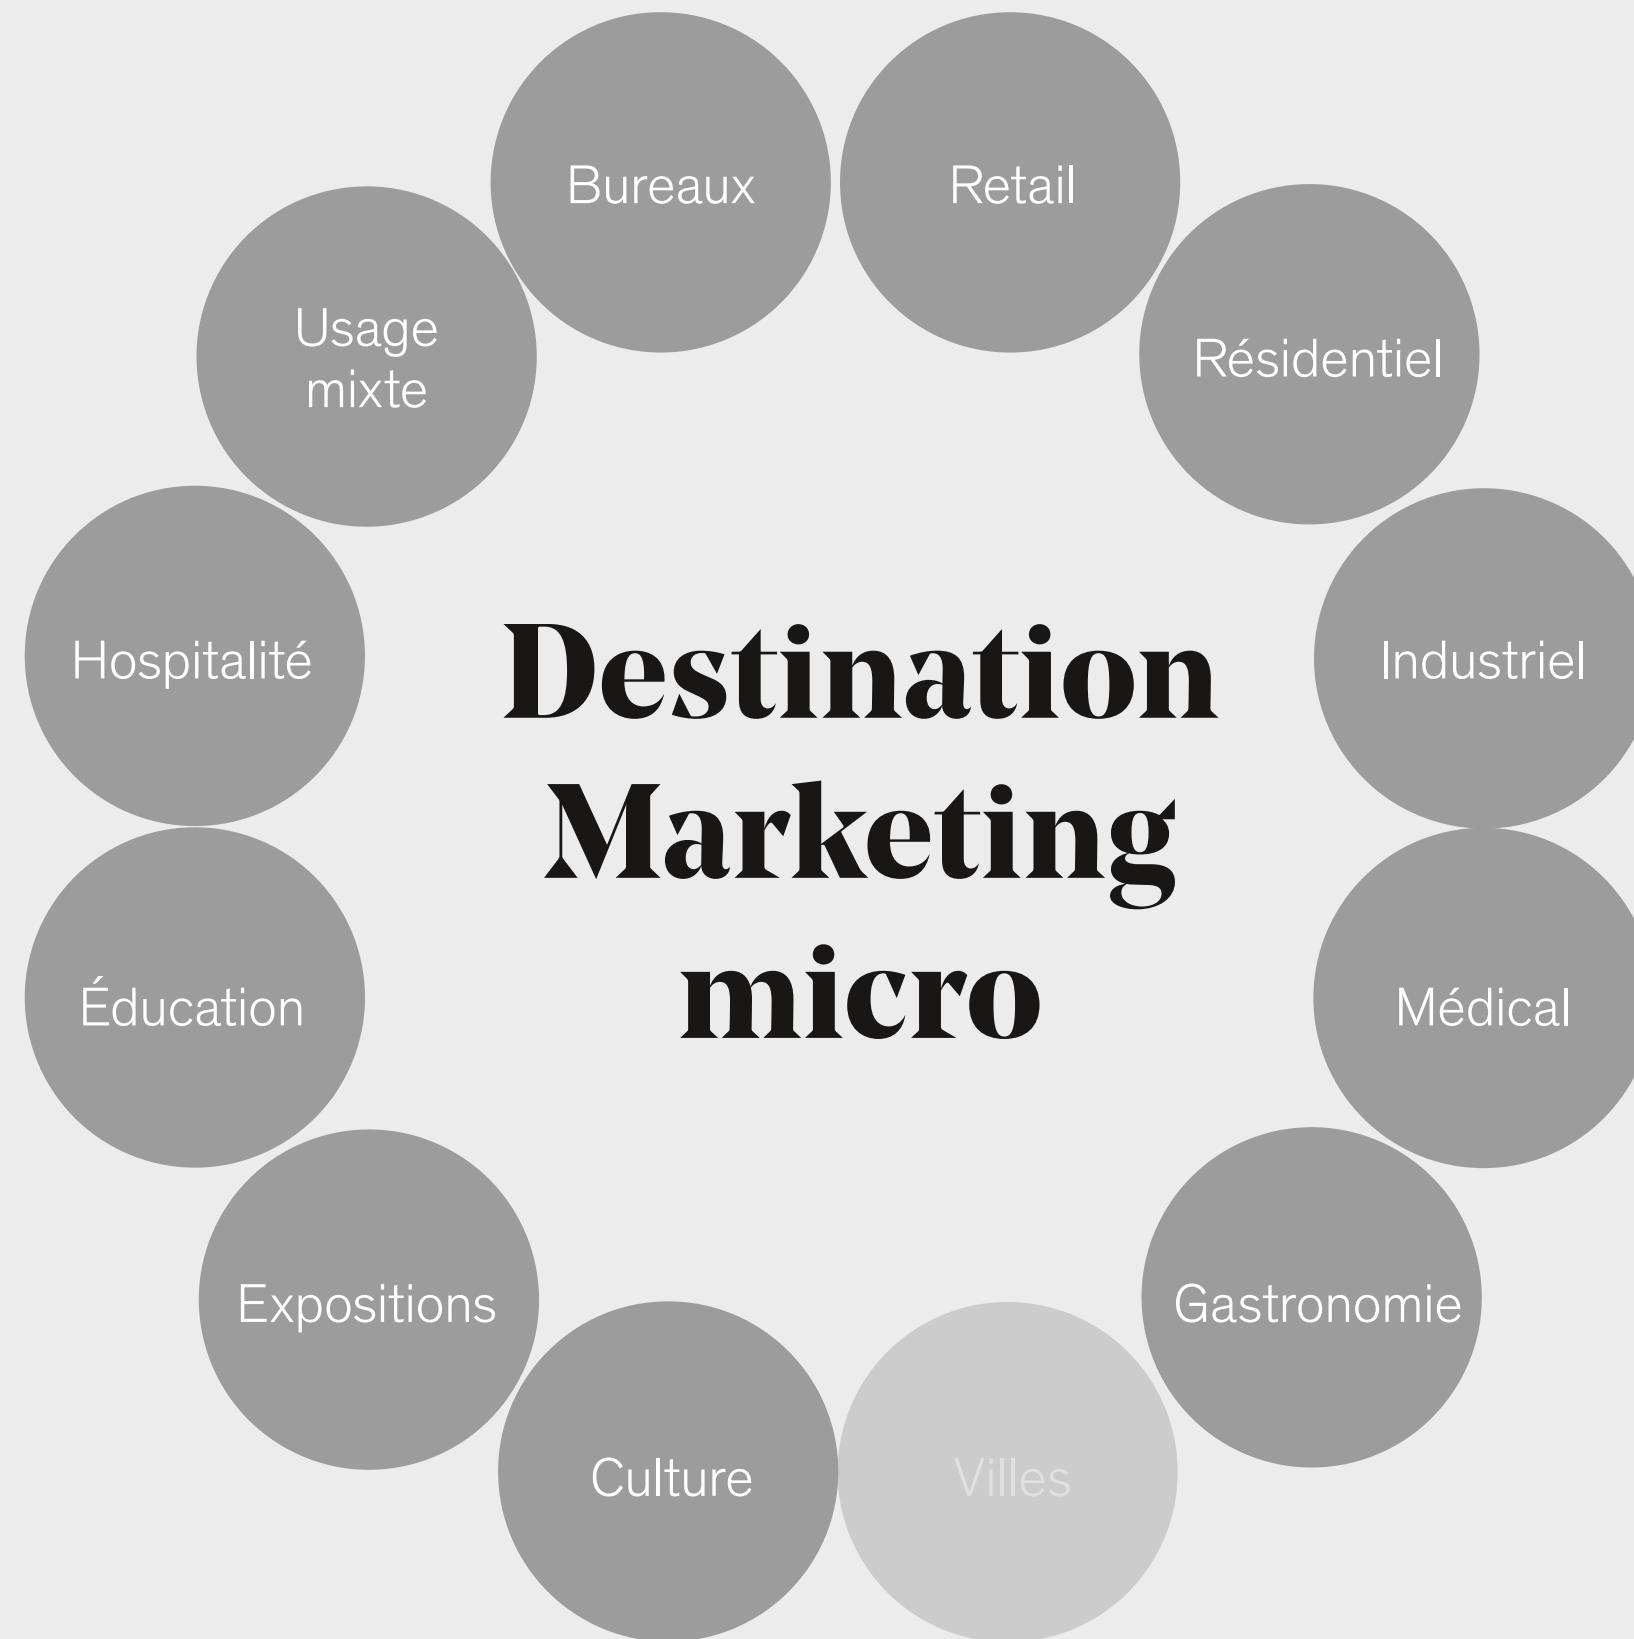 Bureaux
Retail
Usage
mixte
Résidentiel
Hospitalité
Industriel
Destination
Marketing
micro
Éducation
Médical
Expositions
Gastronomie
Culture
Villes